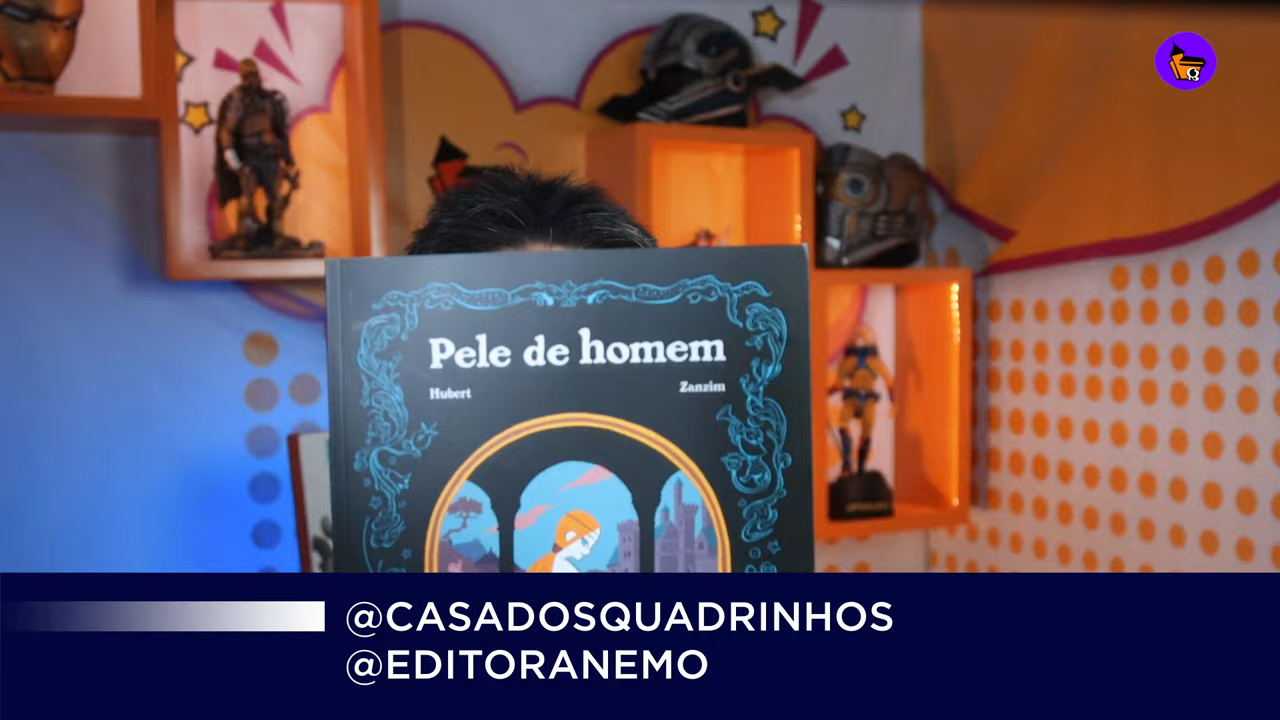 Pele de homem
Hubert
Zanzim
@CASADOSQUADRINHOS
@EDITORANEMO